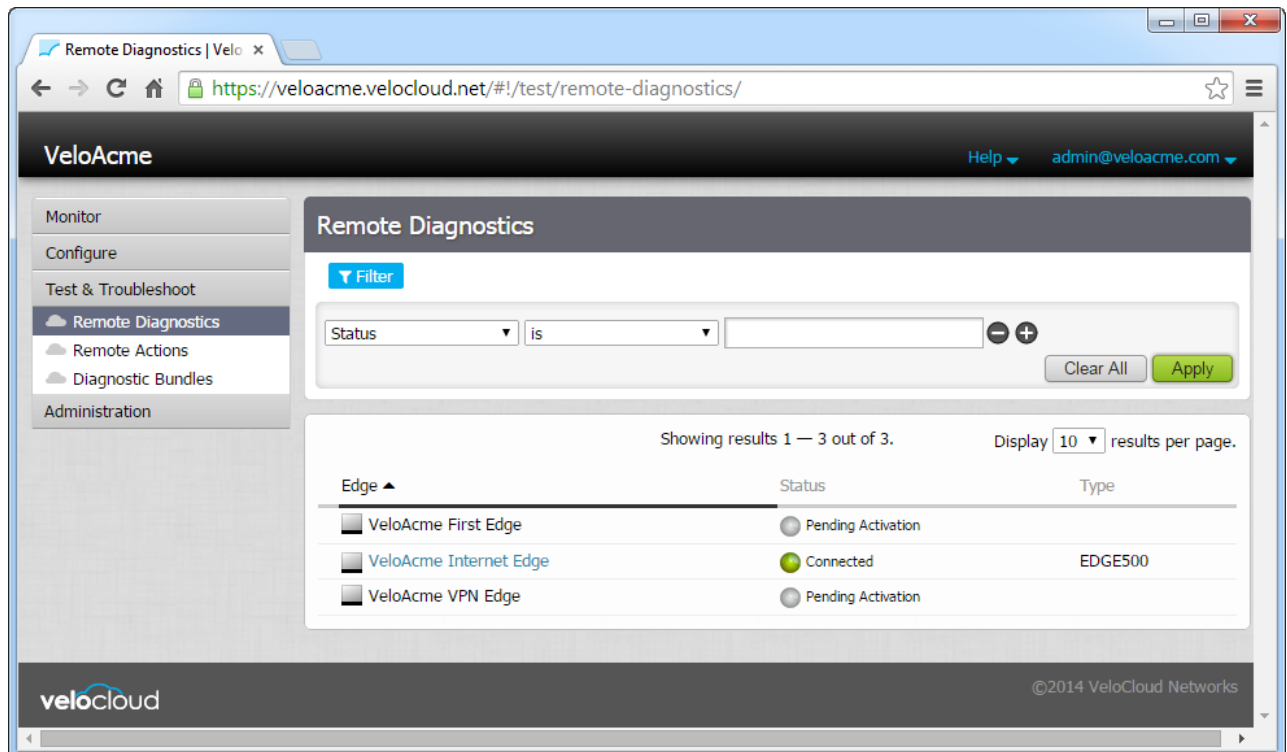 Remote Diagnostics | Velo
https://veloacme.velocloud.net/#!/test/remote-diagnostics/
VeloAcme
Help
admin@veloacme.com
Monitor
Configure
Test & Troubleshoot
Remote Diagnostics
Remote Actions
Diagnostic Bundles
Administration
Remote Diagnostics
Filter
Status is
Clear All Apply
Showing results 1 — 3 out of 3. Display 10 results per page.
Edge Status Type
VeloAcme First Edge Pending Activation
VeloAcme Internet Edge Connected EDGE500
VeloAcme VPN Edge Pending Activation
velocloud
©2014 VeloCloud Networks